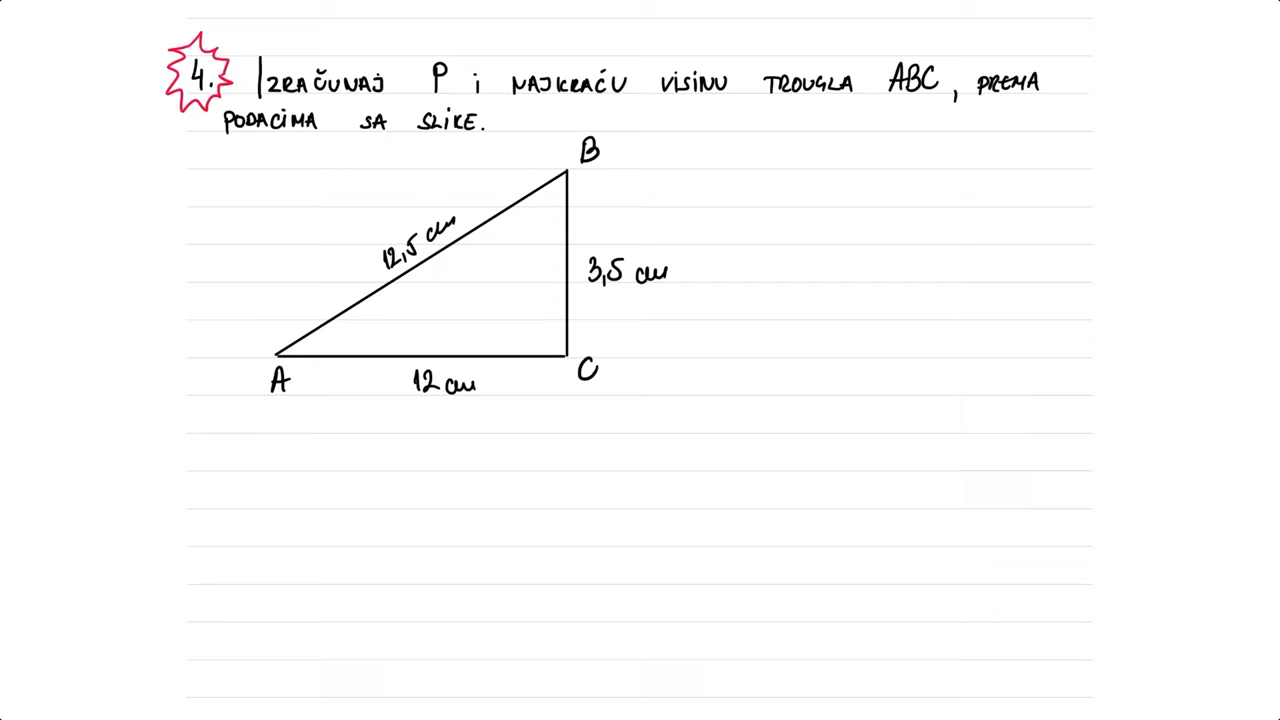 4. IZRAČUNAJ P i NAJKRAĆU VISINU TROUGLA ABC, PREMA
PODACIMA SA SLIKE.
B
12,5 cm
3,5 cm
A
12 cm
C